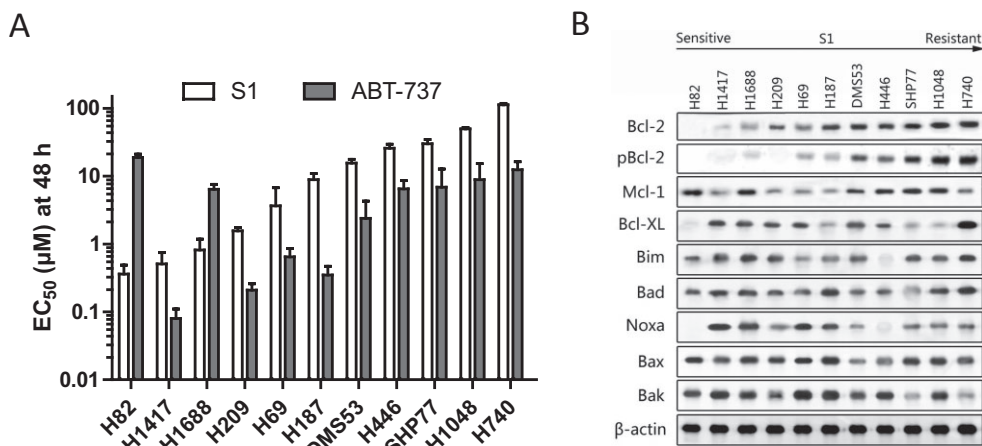 A
S1 ABT-737
EC50 (μM) at 48 h
100
10
1
0.1
0.01
H82 H1417 H1688 H209 H69 H187 DMS53 H446 SHP77 H1048 H740
B
Sensitive S1 Resistant
H82 H1417 H1688 H209 H69 H187 DMS53 H446 SHP77 H1048 H740
Bcl-2
pBcl-2
Mcl-1
Bcl-XL
Bim
Bad
Noxa
Bax
Bak
β-actin